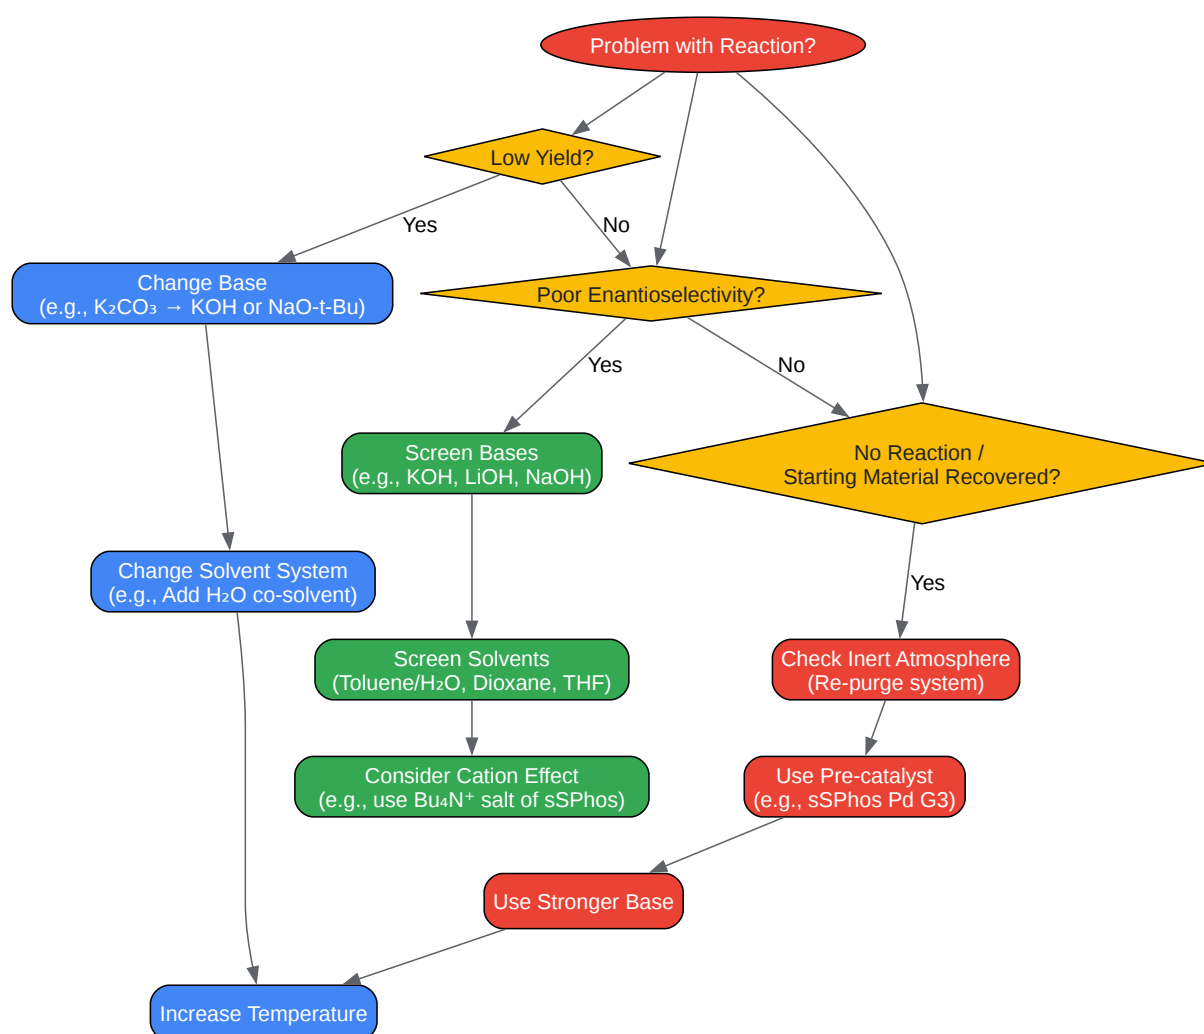 Problem with Reaction?
Low Yield?
Yes
No
Change Base
(e.g., K₂CO₃ → KOH or NaO-t-Bu)
Poor Enantioselectivity?
Yes
No
Screen Bases
(e.g., KOH, LiOH, NaOH)
No Reaction /
Starting Material Recovered?
Change Solvent System
(e.g., Add H₂O co-solvent)
Yes
Screen Solvents
(Toluene/H₂O, Dioxane, THF)
Check Inert Atmosphere
(Re-purge system)
Consider Cation Effect
(e.g., use Bu₄N⁺ salt of sSPhos)
Use Pre-catalyst
(e.g., sSPhos Pd G3)
Use Stronger Base
Increase Temperature